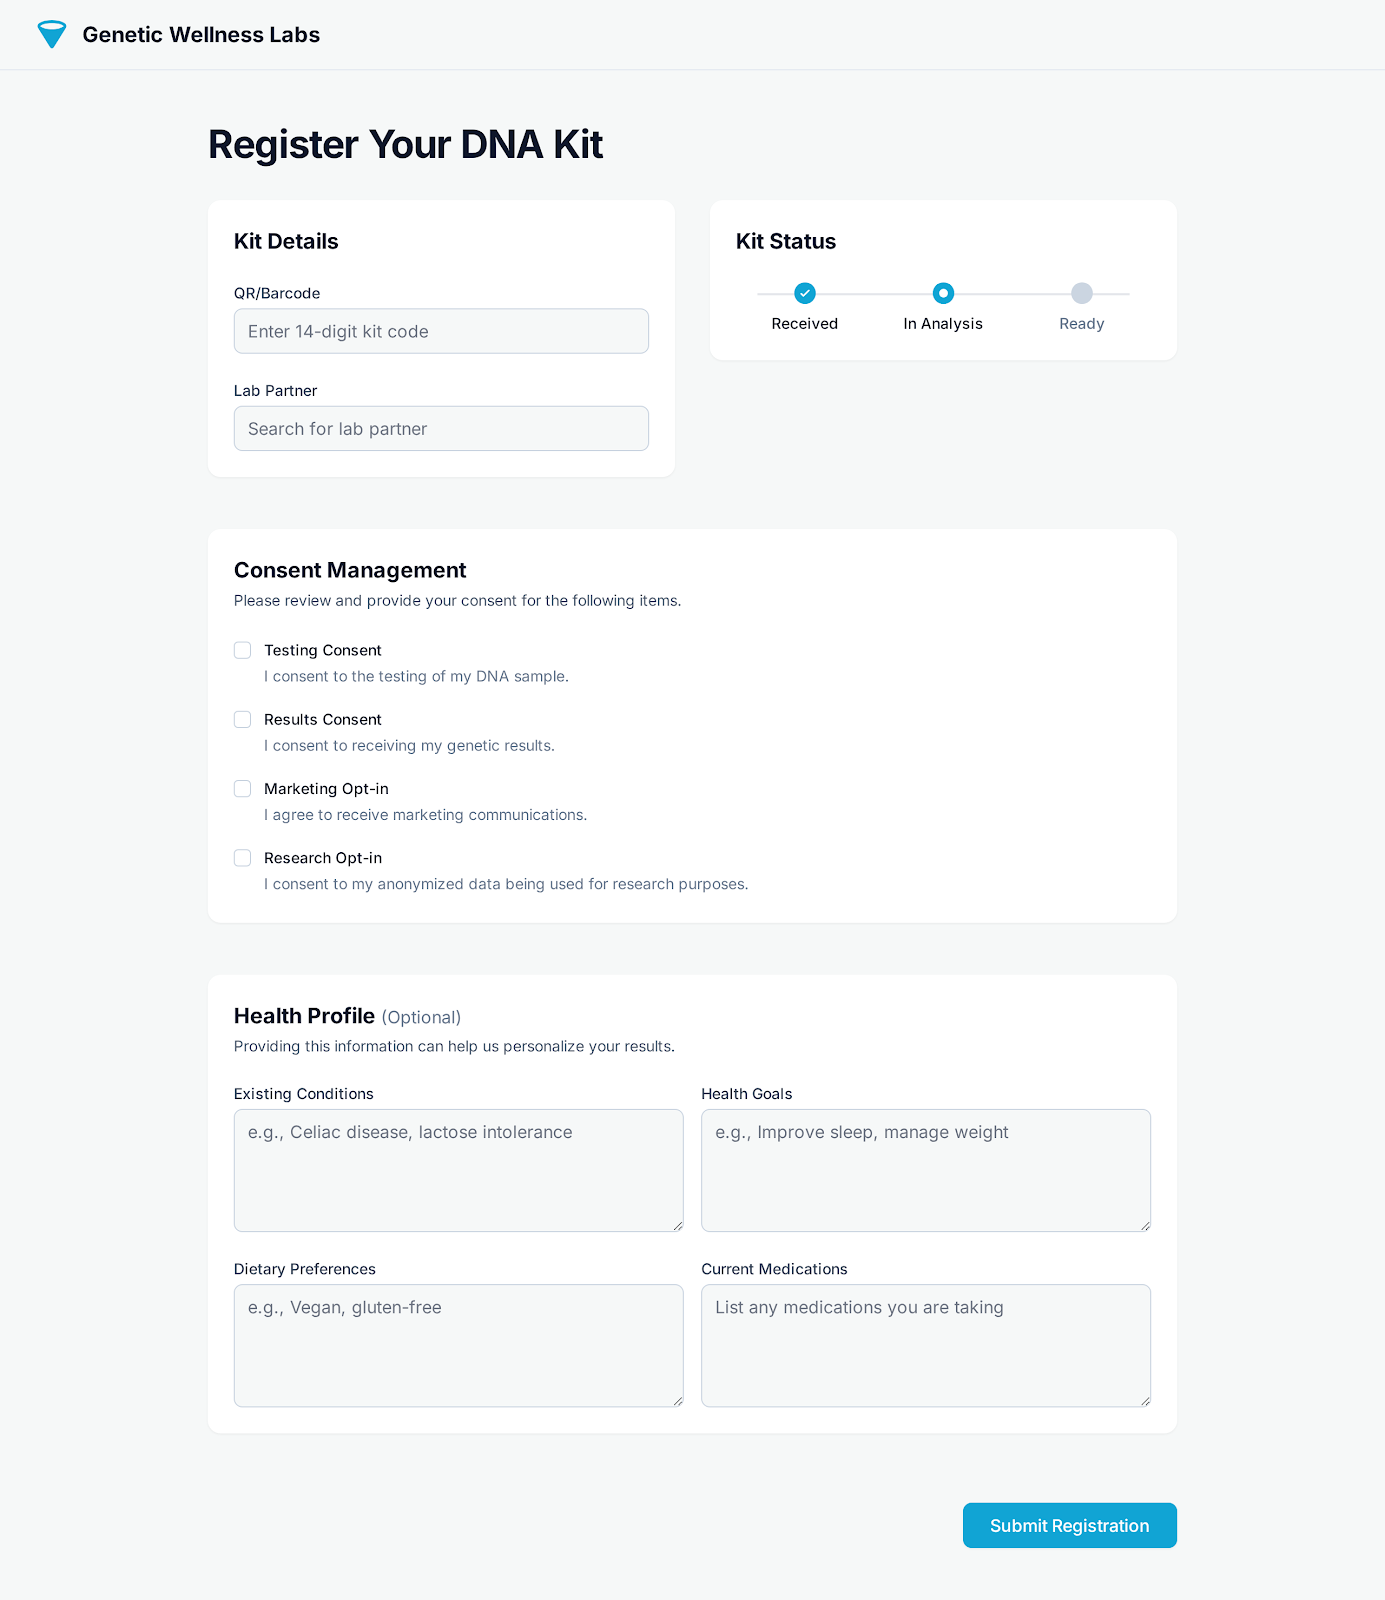 Genetic Wellness Labs
Register Your DNA Kit
Kit Details
QR/Barcode
Enter 14-digit kit code
Lab Partner
Search for lab partner
Kit Status
Received
In Analysis
Ready
Consent Management
Please review and provide your consent for the following items.
Testing Consent
I consent to the testing of my DNA sample.
Results Consent
I consent to receiving my genetic results.
Marketing Opt-in
I agree to receive marketing communications.
Research Opt-in
I consent to my anonymized data being used for research purposes.
Health Profile (Optional)
Providing this information can help us personalize your results.
Existing Conditions
e.g., Celiac disease, lactose intolerance
Health Goals
e.g., Improve sleep, manage weight
Dietary Preferences
e.g., Vegan, gluten-free
Current Medications
List any medications you are taking
Submit Registration